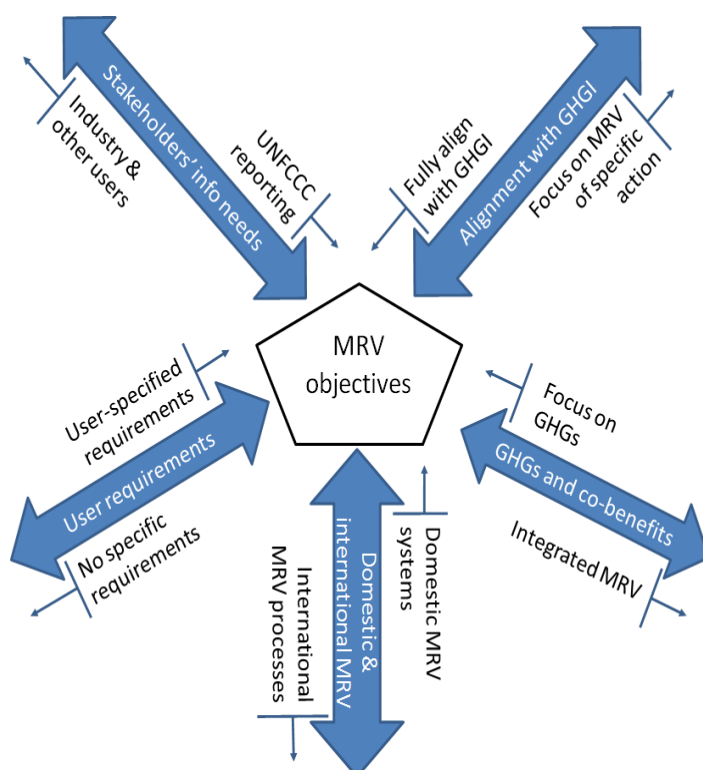 Stakeholders' info needs
Industry &
other users
UNFCCC
reporting
Fully align
with GHGI
Alignment with GHGI
Focus on MRV
of specific
action
MRV
objectives
User-specified
requirements
User requirements
No specific
requirements
Focus on
GHGs
GHGs and co-benefits
Integrated MRV
Domestic MRV
systems
Domestic &
international MRV
International
MRV processes